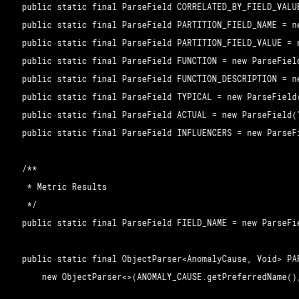 public static final ParseField CORRELATED_BY_FIELD_VALUE
public static final ParseField PARTITION_FIELD_NAME = ne
public static final ParseField PARTITION_FIELD_VALUE = n
public static final ParseField FUNCTION = new ParseField
public static final ParseField FUNCTION_DESCRIPTION = ne
public static final ParseField TYPICAL = new ParseField(
public static final ParseField ACTUAL = new ParseField("
public static final ParseField INFLUENCERS = new ParseFi
/**
* Metric Results
*/
public static final ParseField FIELD_NAME = new ParseFie
public static final ObjectParser<AnomalyCause, Void> PAR
new ObjectParser<>(ANOMALY_CAUSE.getPreferredName(),